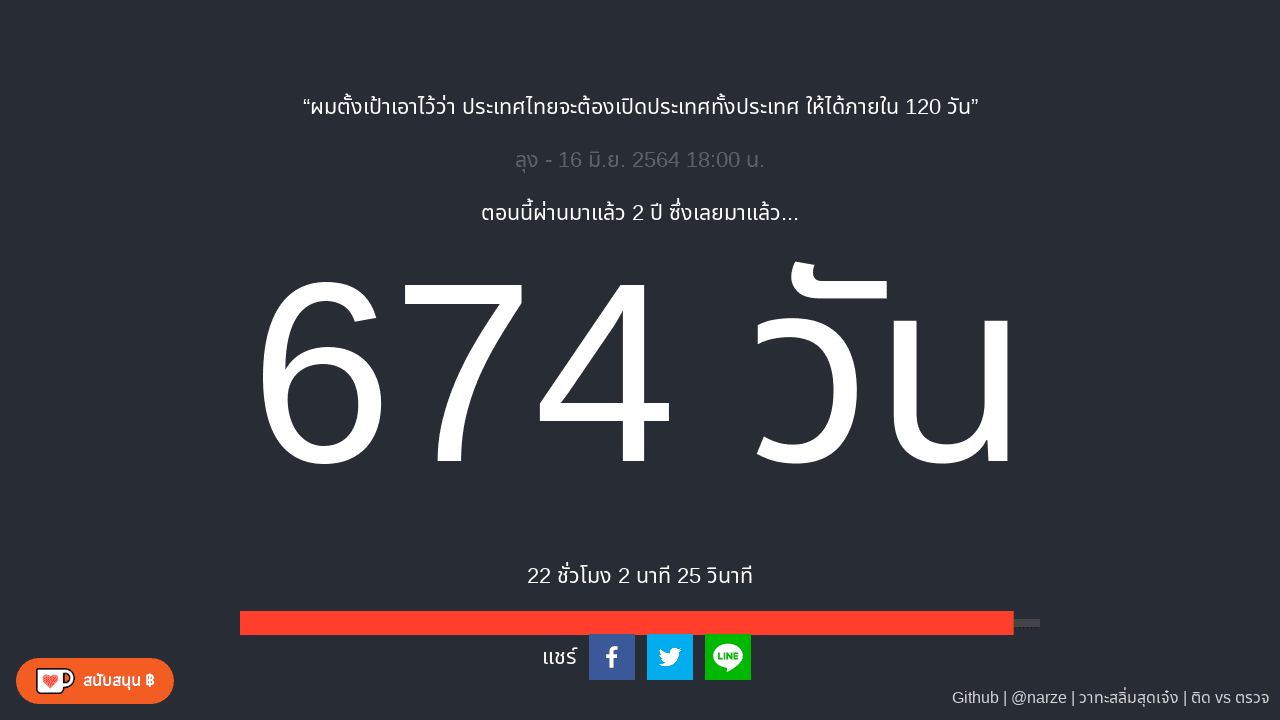 “ผมตั้งเป้าเอาไว้ว่า ประเทศไทยจะต้องเปิดประเทศทั้งประเทศ ให้ได้ภายใน 120 วัน”
ลุง - 16 มิ.ย. 2564 18:00 น.
ตอนนี้ผ่านมาแล้ว 2 ปี ซึ่งเลยมาแล้ว...
674 วัน
22 ชั่วโมง 2 นาที 25 วินาที
แชร์
LINE
สนับสนุน ฿
Github | @narze | วาทะสลิ่มสุดเจ๋ง | ติด vs ตรวจ